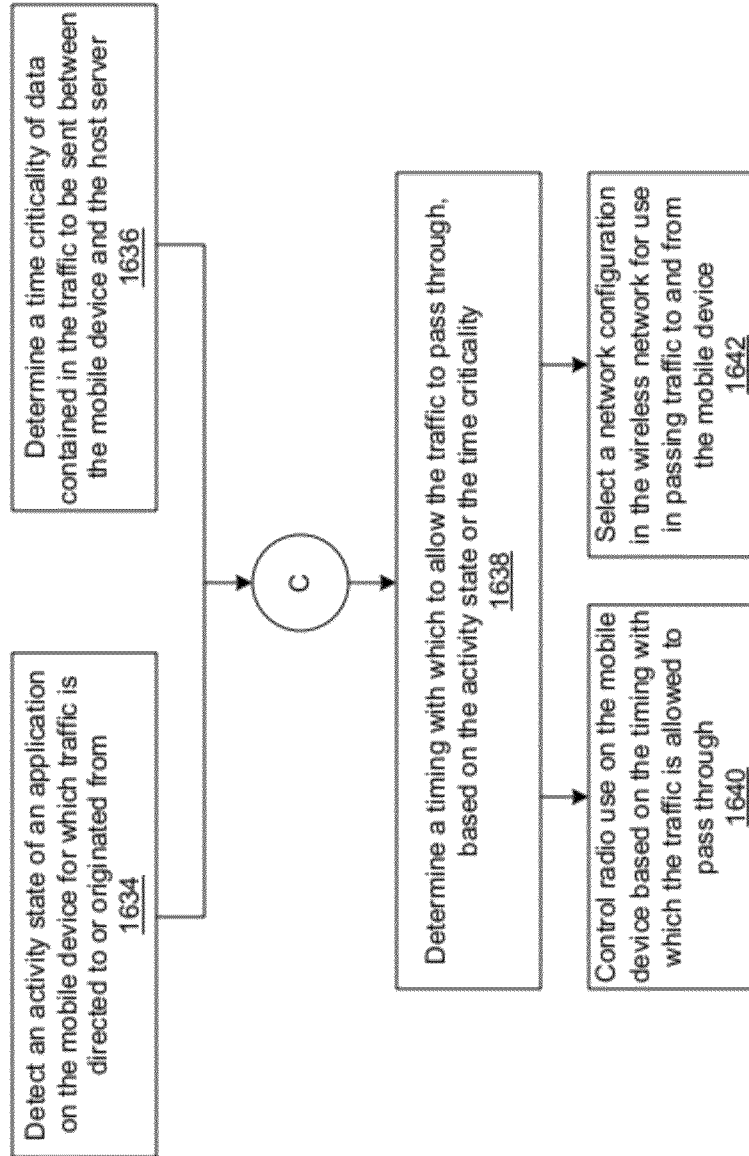 Detect an activity state of an application
on the mobile device for which traffic is
directed to or originated from
1634
Determine a time criticality of data
contained in the traffic to be sent between
the mobile device and the host server
1636
C
Determine a timing with which to allow the traffic to pass through,
based on the activity state or the time criticality
1638
Control radio use on the mobile
device based on the timing with
which the traffic is allowed to
pass through
1640
Select a network configuration
in the wireless network for use
in passing traffic to and from
the mobile device
1642